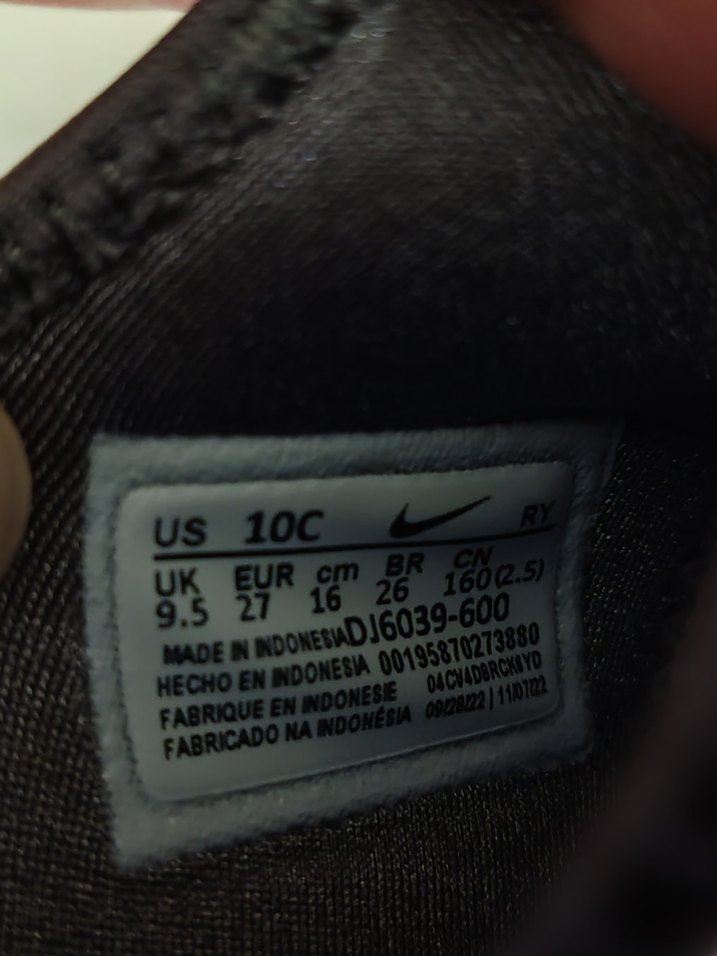 US 10C RY
UK EUR cm BR CN
9.5 27 16 26 160(2.5)
MADE IN INDONESIA DJ6039-600
HECHO EN INDONESIA 00195870273880
FABRIQUE EN INDONESIE 04CV4DBRCK8YD
FABRICADO NA INDONÉSIA 09/28/22 | 11/07/22